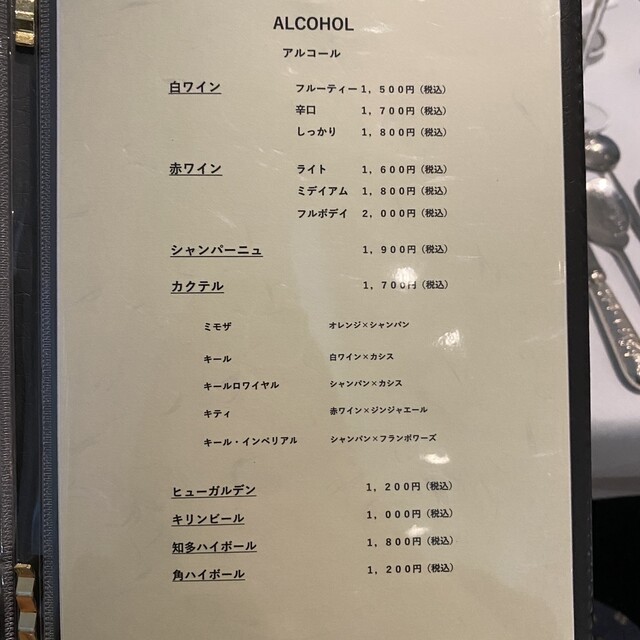 ALCOHOL
アルコール
白ワイン フルーティー 1,500円(税込)
辛口 1,700円(税込)
しっかり 1,800円(税込)
赤ワイン ライト 1,600円(税込)
ミデイアム 1,800円(税込)
フルボデイ 2,000円(税込)
シャンパーニュ 1,900円(税込)
カクテル 1,700円(税込)
ミモザ オレンジ×シャンパン
キール 白ワイン×カシス
キールロワイヤル シャンパン×カシス
キティ 赤ワイン×ジンジャエール
キール・インペリアル シャンパン×フランボワーズ
ヒューガルデン 1,200円(税込)
キリンビール 1,000円(税込)
知多ハイボール 1,800円(税込)
角ハイボール 1,200円(税込)